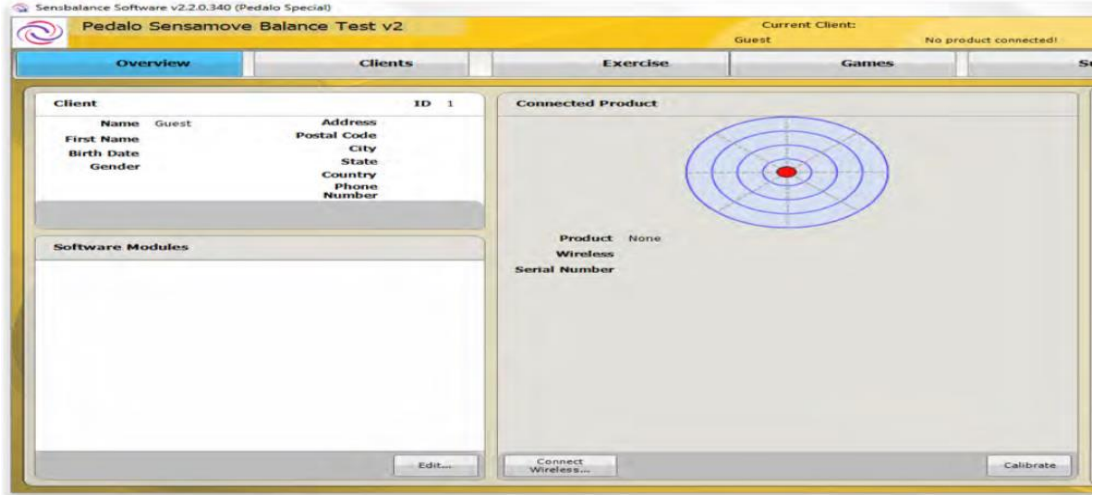 Sensbalance Software v2.2.0.340 (Pedalo Special)
Pedalo Sensamove Balance Test v2
Current Client:
Guest
No product connected!
Overview
Clients
Exercise
Games
Client
ID 1
Name Guest
First Name
Birth Date
Gender
Address
Postal Code
City
State
Country
Phone
Number
Connected Product
Product None
Wireless
Serial Number
Software Modules
Edit...
Connect
Wireless...
Calibrate